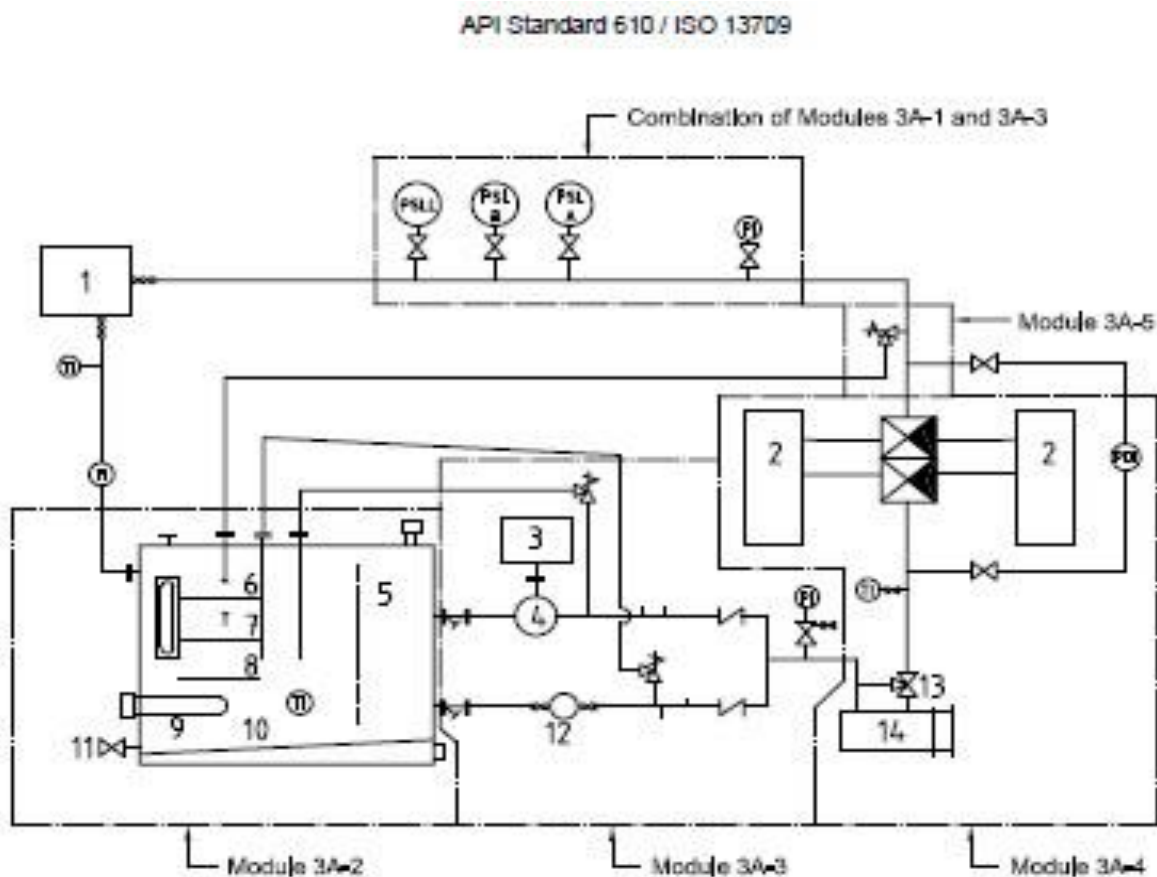 API Standard 610 / ISO 13709
Combination of Modules 3A-1 and 3A-3
PSLL
PSL
B
PSL
A
PI
1
Module 3A-5
TI
2
2
PDI
3
6
5
7
4
PI
TI
8
TI
13
9
10
12
14
11
Module 3A-2
Module 3A-3
Module 3A-4